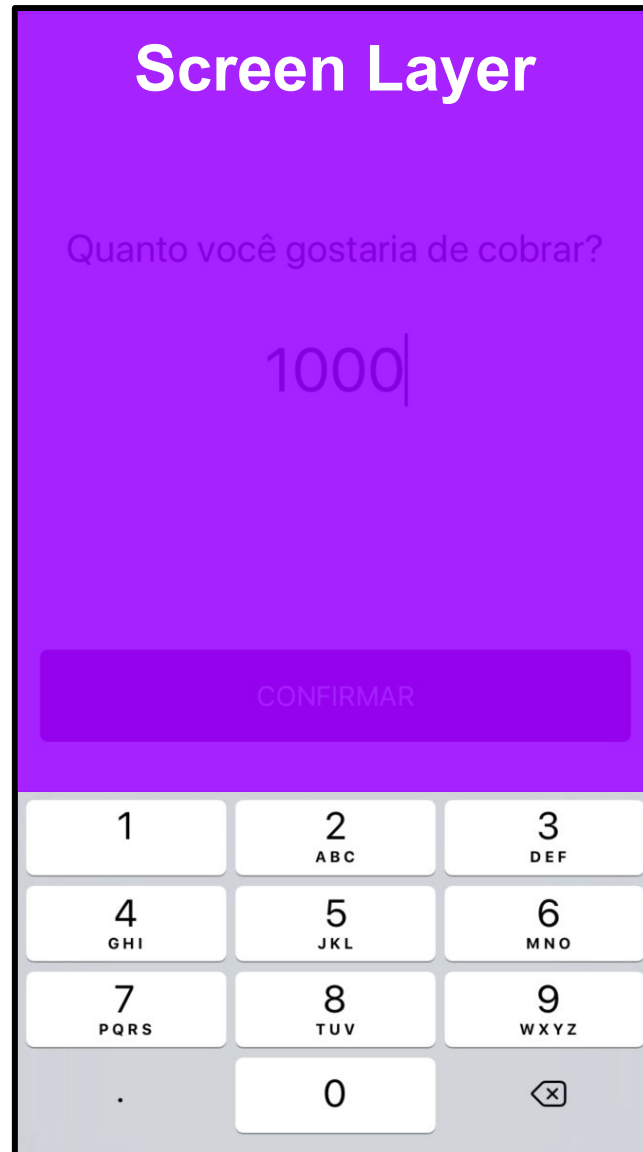 Screen Layer
Quanto você gostaria de cobrar?
1000
CONFIRMAR
1 2 3
ABC DEF
4 5 6
GHI JKL MNO
7 8 9
PQRS TUV WXYZ
. 0